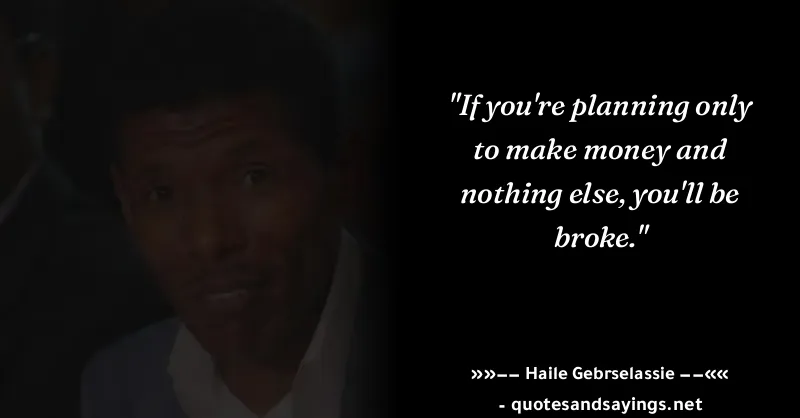 "If you're planning only
to make money and
nothing else, you'll be
broke."
»»–– Haile Gebrselassie ––««
- quotesandsayings.net